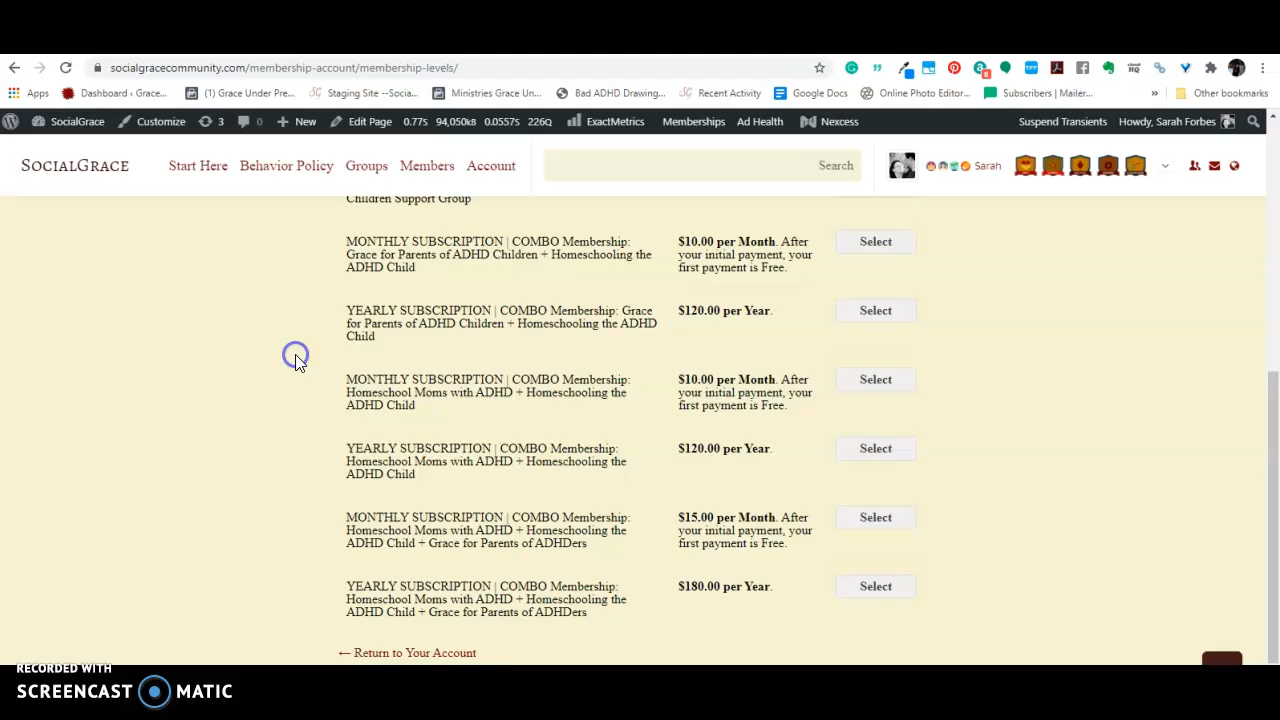 socialgracecommunity.com/membership-account/membership-levels/
Apps
Dashboard ‹ Grace...
(1) Grace Under Pre...
Staging Site --Socia...
Ministries Grace Un...
Bad ADHD Drawing...
Recent Activity
Google Docs
Online Photo Editor...
Subscribers | Mailer...
»
Other bookmarks
SocialGrace
Customize
3
0
New
Edit Page
0.77s
94,050kB
0.0557s
226Q
ExactMetrics
Memberships
Ad Health
Nexcess
Suspend Transients
Howdy, Sarah Forbes
SOCIALGRACE
Start Here
Behavior Policy
Groups
Members
Account
Search
Sarah
Children Support Group
MONTHLY SUBSCRIPTION | COMBO Membership:
Grace for Parents of ADHD Children + Homeschooling the
ADHD Child
$10.00 per Month. After
your initial payment, your
first payment is Free.
Select
YEARLY SUBSCRIPTION | COMBO Membership: Grace
for Parents of ADHD Children + Homeschooling the ADHD
Child
$120.00 per Year.
Select
MONTHLY SUBSCRIPTION | COMBO Membership:
Homeschool Moms with ADHD + Homeschooling the
ADHD Child
$10.00 per Month. After
your initial payment, your
first payment is Free.
Select
YEARLY SUBSCRIPTION | COMBO Membership:
Homeschool Moms with ADHD + Homeschooling the
ADHD Child
$120.00 per Year.
Select
MONTHLY SUBSCRIPTION | COMBO Membership:
Homeschool Moms with ADHD + Homeschooling the
ADHD Child + Grace for Parents of ADHDers
$15.00 per Month. After
your initial payment, your
first payment is Free.
Select
YEARLY SUBSCRIPTION | COMBO Membership:
Homeschool Moms with ADHD + Homeschooling the
ADHD Child + Grace for Parents of ADHDers
$180.00 per Year.
Select
← Return to Your Account
RECORDED WITH
SCREENCAST MATIC